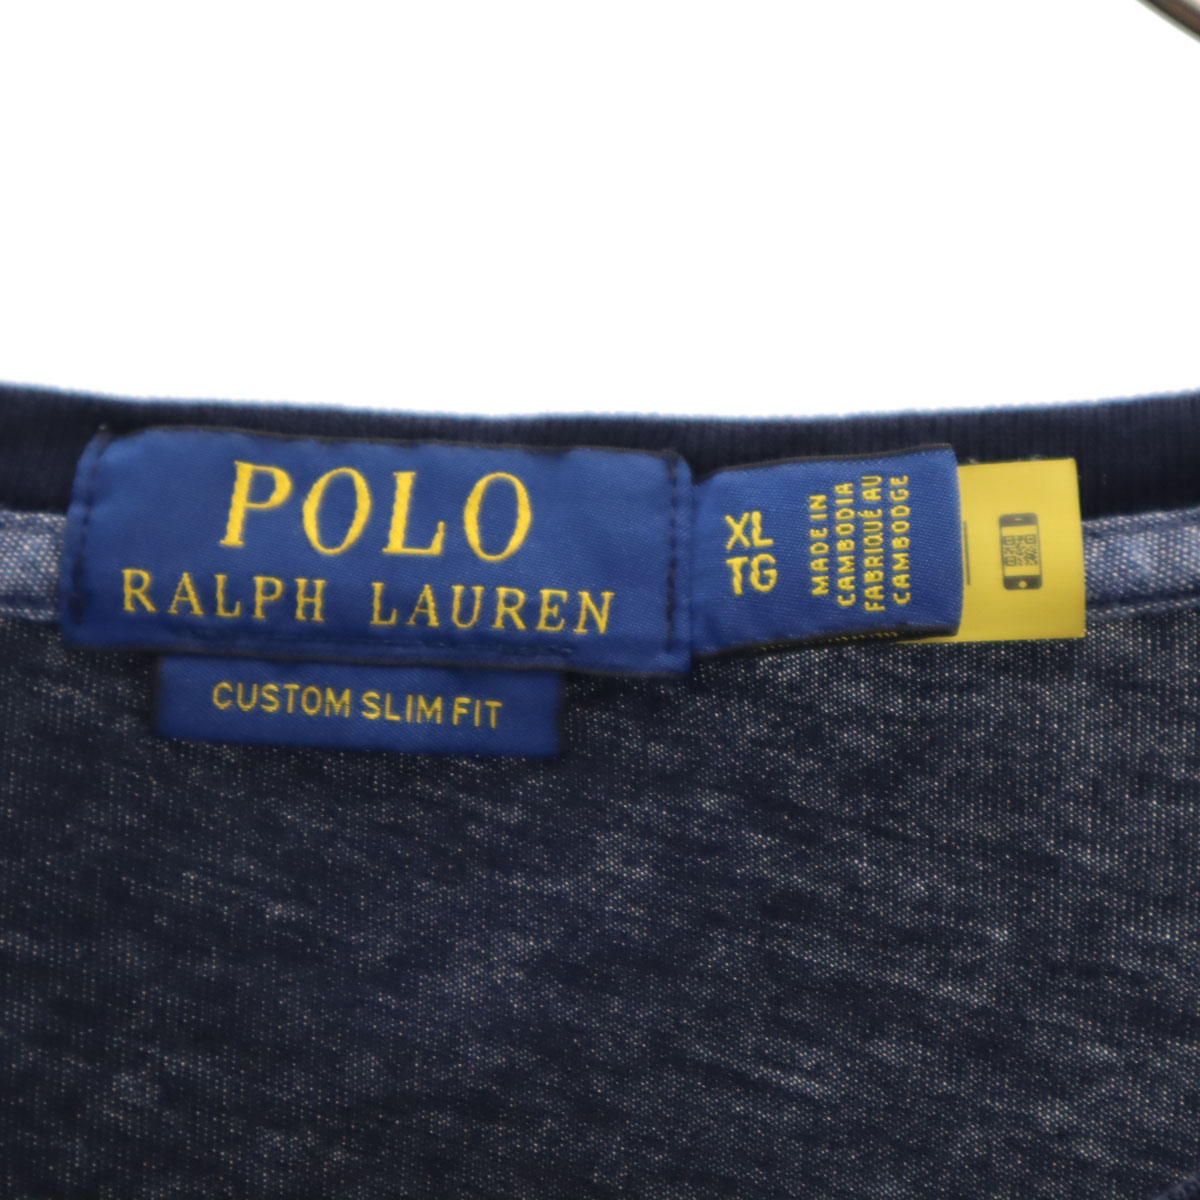 POLO
RALPH LAUREN
CUSTOM SLIM FIT
XL
TG
MADE IN
CAMBODIA
FABRIQUÉ AU
CAMBODGE